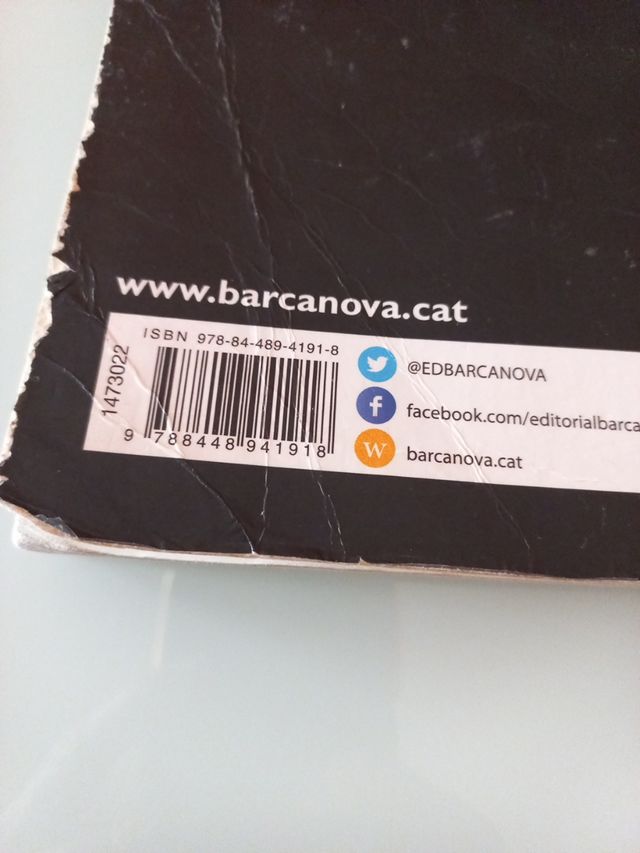 www.barcanova.cat
ISBN 978-84-489-4191-8
1473022
9 788448 941918
@EDBARCANOVA
f facebook.com/editorialbarca
W barcanova.cat